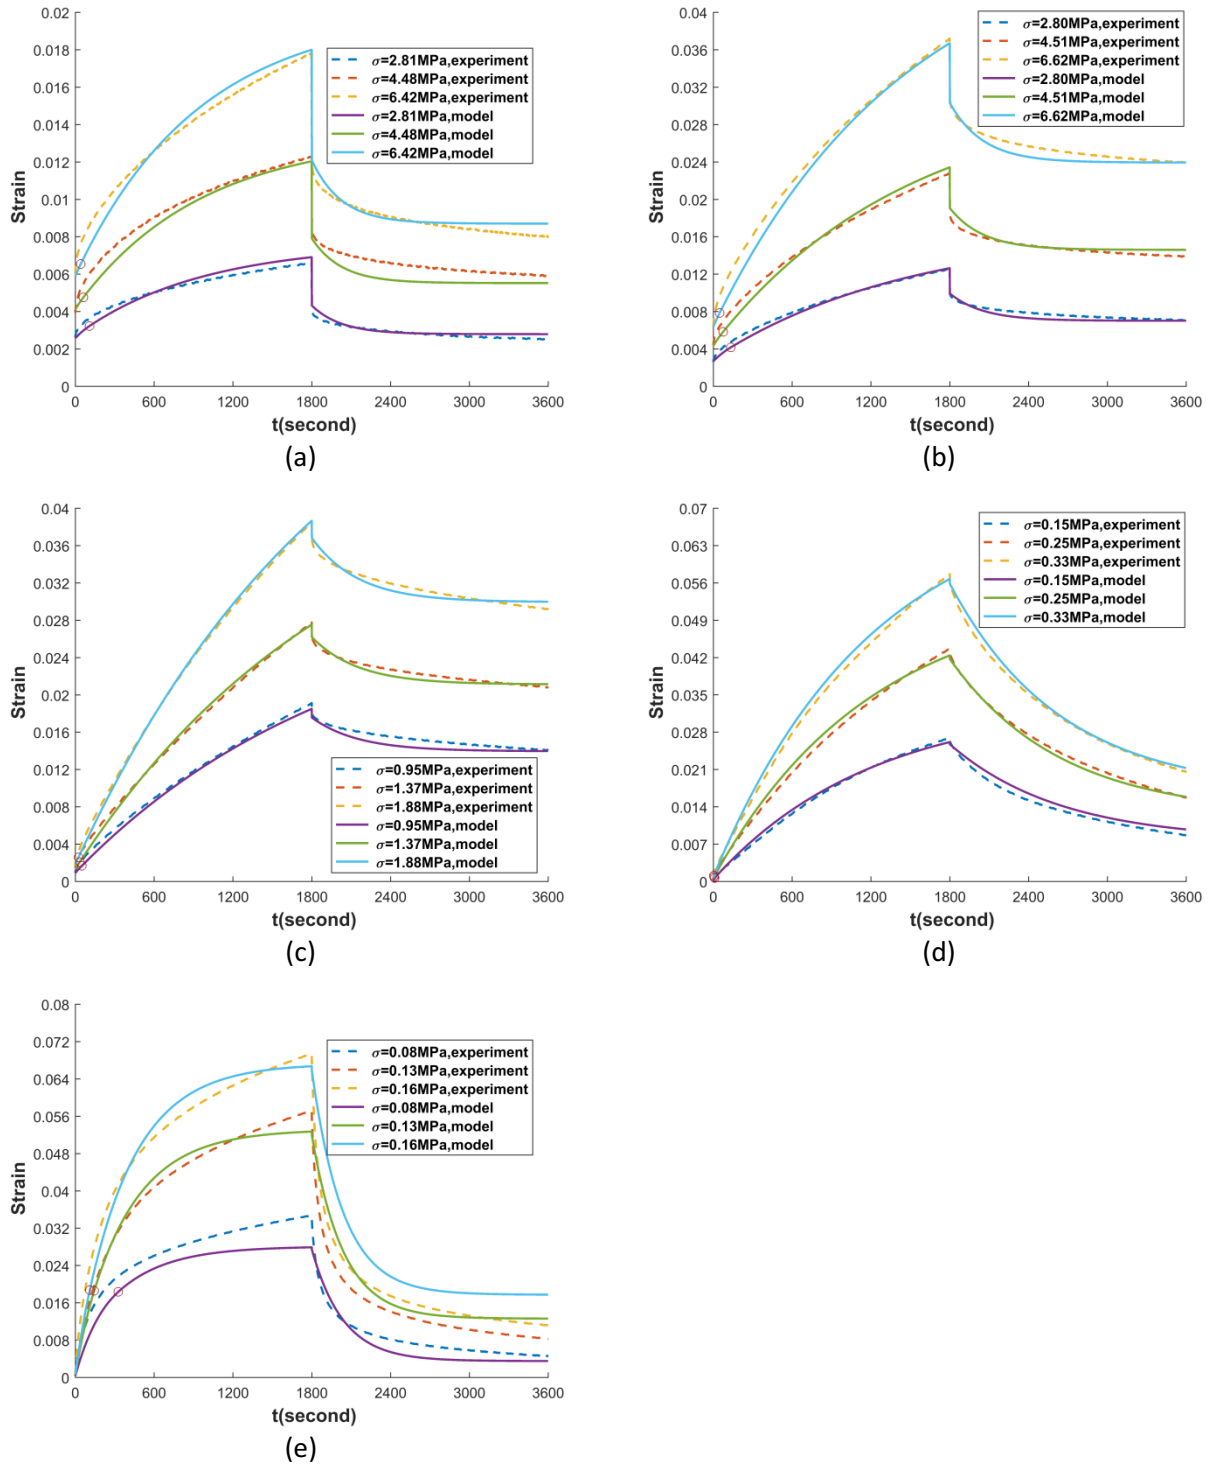 0.02
0.018
0.016
0.014
0.012
0.01
0.008
0.006
0.004
0.002
0
Strain
σ=2.81MPa,experiment
σ=4.48MPa,experiment
σ=6.42MPa,experiment
σ=2.81MPa,model
σ=4.48MPa,model
σ=6.42MPa,model
0 600 1200 1800 2400 3000 3600
t(second)
(a)
0.04
0.036
0.032
0.028
0.024
0.02
0.016
0.012
0.008
0.004
0
Strain
σ=2.80MPa,experiment
σ=4.51MPa,experiment
σ=6.62MPa,experiment
σ=2.80MPa,model
σ=4.51MPa,model
σ=6.62MPa,model
0 600 1200 1800 2400 3000 3600
t(second)
(b)
0.04
0.036
0.032
0.028
0.024
0.02
0.016
0.012
0.008
0.004
0
Strain
σ=0.95MPa,experiment
σ=1.37MPa,experiment
σ=1.88MPa,experiment
σ=0.95MPa,model
σ=1.37MPa,model
σ=1.88MPa,model
0 600 1200 1800 2400 3000 3600
t(second)
(c)
0.07
0.063
0.056
0.049
0.042
0.035
0.028
0.021
0.014
0.007
0
Strain
σ=0.15MPa,experiment
σ=0.25MPa,experiment
σ=0.33MPa,experiment
σ=0.15MPa,model
σ=0.25MPa,model
σ=0.33MPa,model
0 600 1200 1800 2400 3000 3600
t(second)
(d)
0.08
0.072
0.064
0.056
0.048
0.04
0.032
0.024
0.016
0.008
0
Strain
σ=0.08MPa,experiment
σ=0.13MPa,experiment
σ=0.16MPa,experiment
σ=0.08MPa,model
σ=0.13MPa,model
σ=0.16MPa,model
0 600 1200 1800 2400 3000 3600
t(second)
(e)